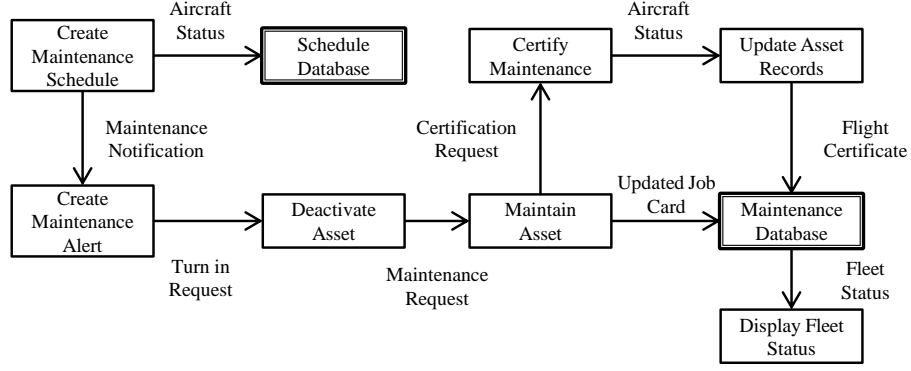 Create
Maintenance
Schedule
Aircraft
Status
Schedule
Database
Certify
Maintenance
Aircraft
Status
Update Asset
Records
Maintenance
Notification
Certification
Request
Flight
Certificate
Create
Maintenance
Alert
Turn in
Request
Deactivate
Asset
Maintenance
Request
Maintain
Asset
Updated Job
Card
Maintenance
Database
Fleet
Status
Display Fleet
Status